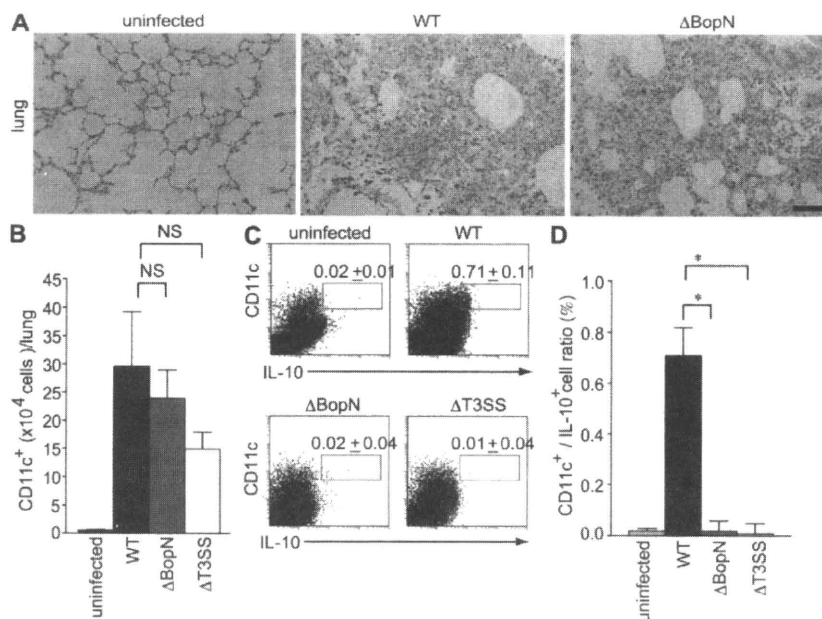 A
uninfected
WT
ΔBopN
lung
B
NS
NS
CD11c⁺ (x10⁴ cells )/lung
45
40
35
30
25
20
15
10
5
0
uninfected
WT
ΔBopN
ΔT3SS
C
uninfected
WT
CD11c
0.02 ± 0.01
0.71 ± 0.11
IL-10
ΔBopN
ΔT3SS
CD11c
0.02 ± 0.04
0.01 ± 0.04
IL-10
D
*
*
CD11c⁺ / IL-10⁺cell ratio (%)
1.0
0.8
0.6
0.4
0.2
0.0
uninfected
WT
ΔBopN
ΔT3SS